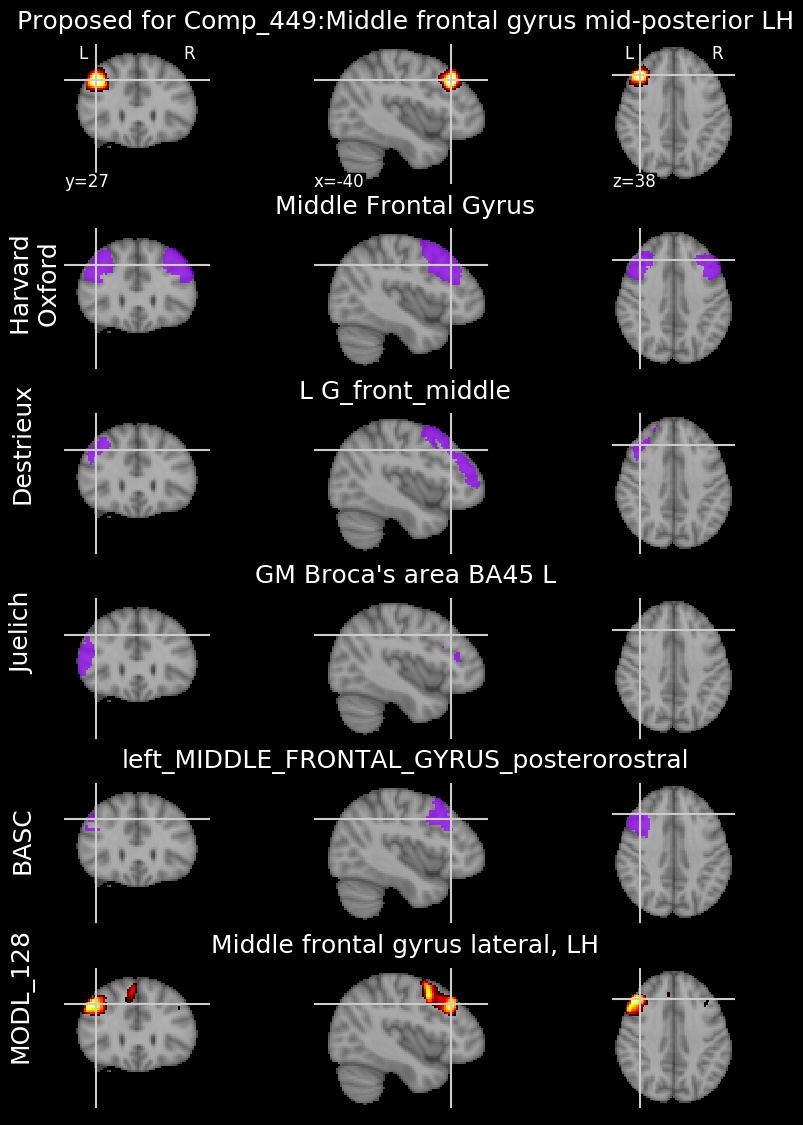 Proposed for Comp_449:Middle frontal gyrus mid-posterior LH
L R
L R
y=27
x=-40
z=38
Middle Frontal Gyrus
Harvard
Oxford
L G_front_middle
Destrieux
GM Broca's area BA45 L
Juelich
left_MIDDLE_FRONTAL_GYRUS_posterorostral
BASC
Middle frontal gyrus lateral, LH
MODL_128